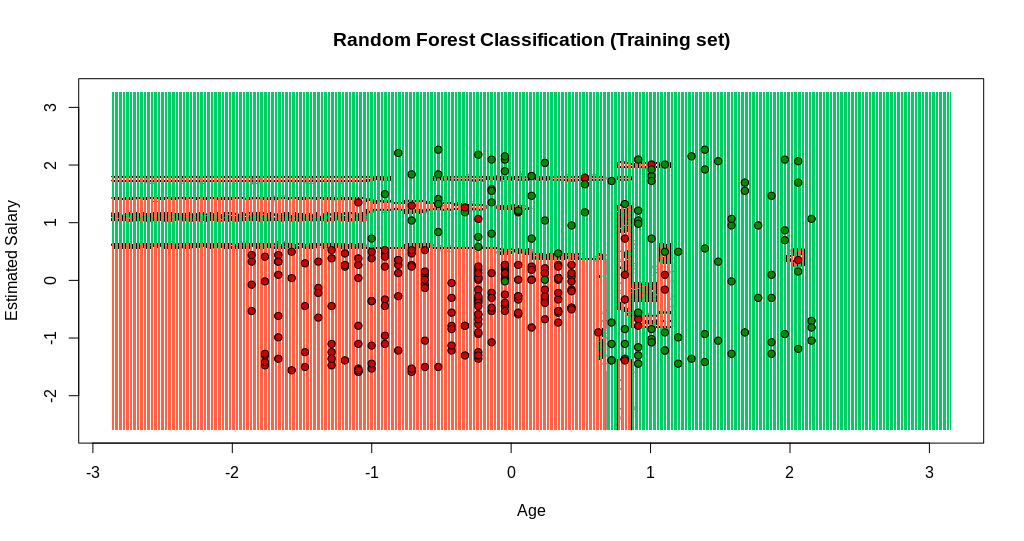 Random Forest Classification (Training set)
Estimated Salary
3
2
1
0
-1
-2
-3 -2 -1 0 1 2 3
Age